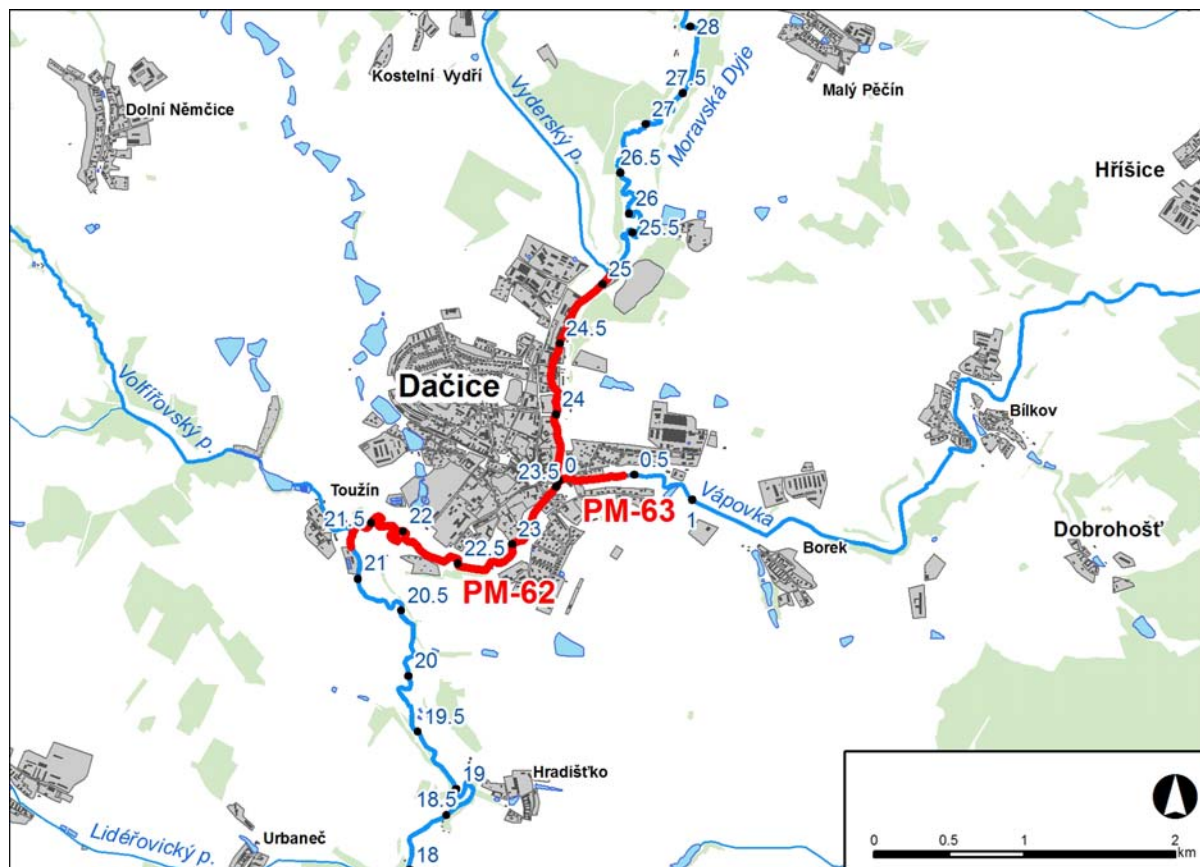 28
Kostelní Vydří
Vyderský p.
27.5
Moravská Dyje
Malý Pěčín
Dolní Němčice
27
26.5
Hříšice
26
25.5
25
24.5
Dačice
24
Bílkov
Volfířovský p.
23.5
0
0.5
PM-63
Vápovka
1
Toužín
21.5
22
23
22.5
Borek
Dobrohošť
21
PM-62
20.5
20
19.5
19
Hradišťko
18.5
Lidéřovický p.
Urbaneč
18
0 0.5 1 2
km